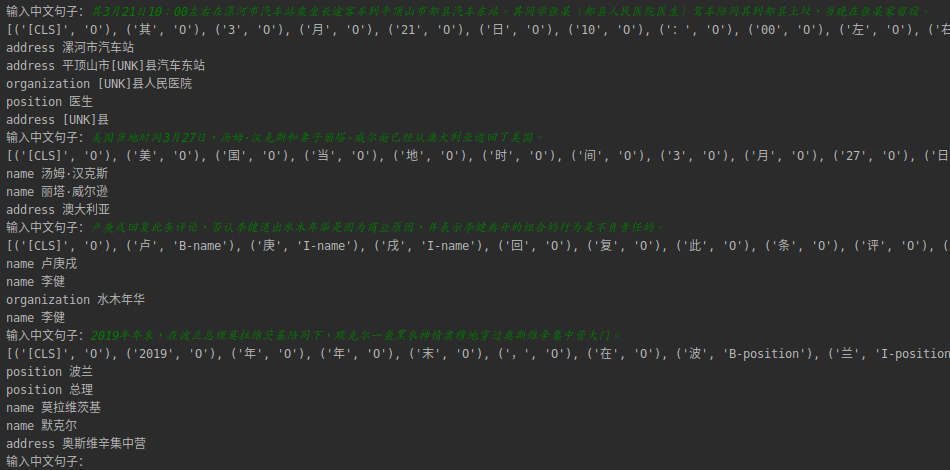 输入中文句子：其3月21日10：00左右在漯河市汽车站乘坐长途客车到平顶山市郏县汽车东站。其同学张某（郏县人民医院医生）驾车陪同其到郏县上坟，当晚在张某家留宿。
[('[CLS]', 'O'), ('其', 'O'), ('3', 'O'), ('月', 'O'), ('21', 'O'), ('日', 'O'), ('10', 'O'), (':', 'O'), ('00', 'O'), ('左', 'O'), ('右
address 漯河市汽车站
address 平顶山市[UNK]县汽车东站
organization [UNK]县人民医院
position 医生
address [UNK]县
输入中文句子：美国当地时间3月27日，汤姆·汉克斯和妻子丽塔·威尔逊已经从澳大利亚返回了美国。
[('[CLS]', 'O'), ('美', 'O'), ('国', 'O'), ('当', 'O'), ('地', 'O'), ('时', 'O'), ('间', 'O'), ('3', 'O'), ('月', 'O'), ('27', 'O'), ('日
name 汤姆·汉克斯
name 丽塔·威尔逊
address 澳大利亚
输入中文句子：卢庚戌回复此条评论，否认李健退出水木年华是因为商业原因，并表示李健离开的组合的行为是不负责任的。
[('[CLS]', 'O'), ('卢', 'B-name'), ('庚', 'I-name'), ('戌', 'I-name'), ('回', 'O'), ('复', 'O'), ('此', 'O'), ('条', 'O'), ('评', 'O'), (
name 卢庚戌
name 李健
organization 水木年华
name 李健
输入中文句子：2019年年末，在波兰总理莫拉维茨基陪同下，默克尔一袭黑衣神情肃穆地穿过奥斯维辛集中营大门。
[('[CLS]', 'O'), ('2019', 'O'), ('年', 'O'), ('年', 'O'), ('末', 'O'), (',', 'O'), ('在', 'O'), ('波', 'B-position'), ('兰', 'I-position
position 波兰
position 总理
name 莫拉维茨基
name 默克尔
address 奥斯维辛集中营
输入中文句子：